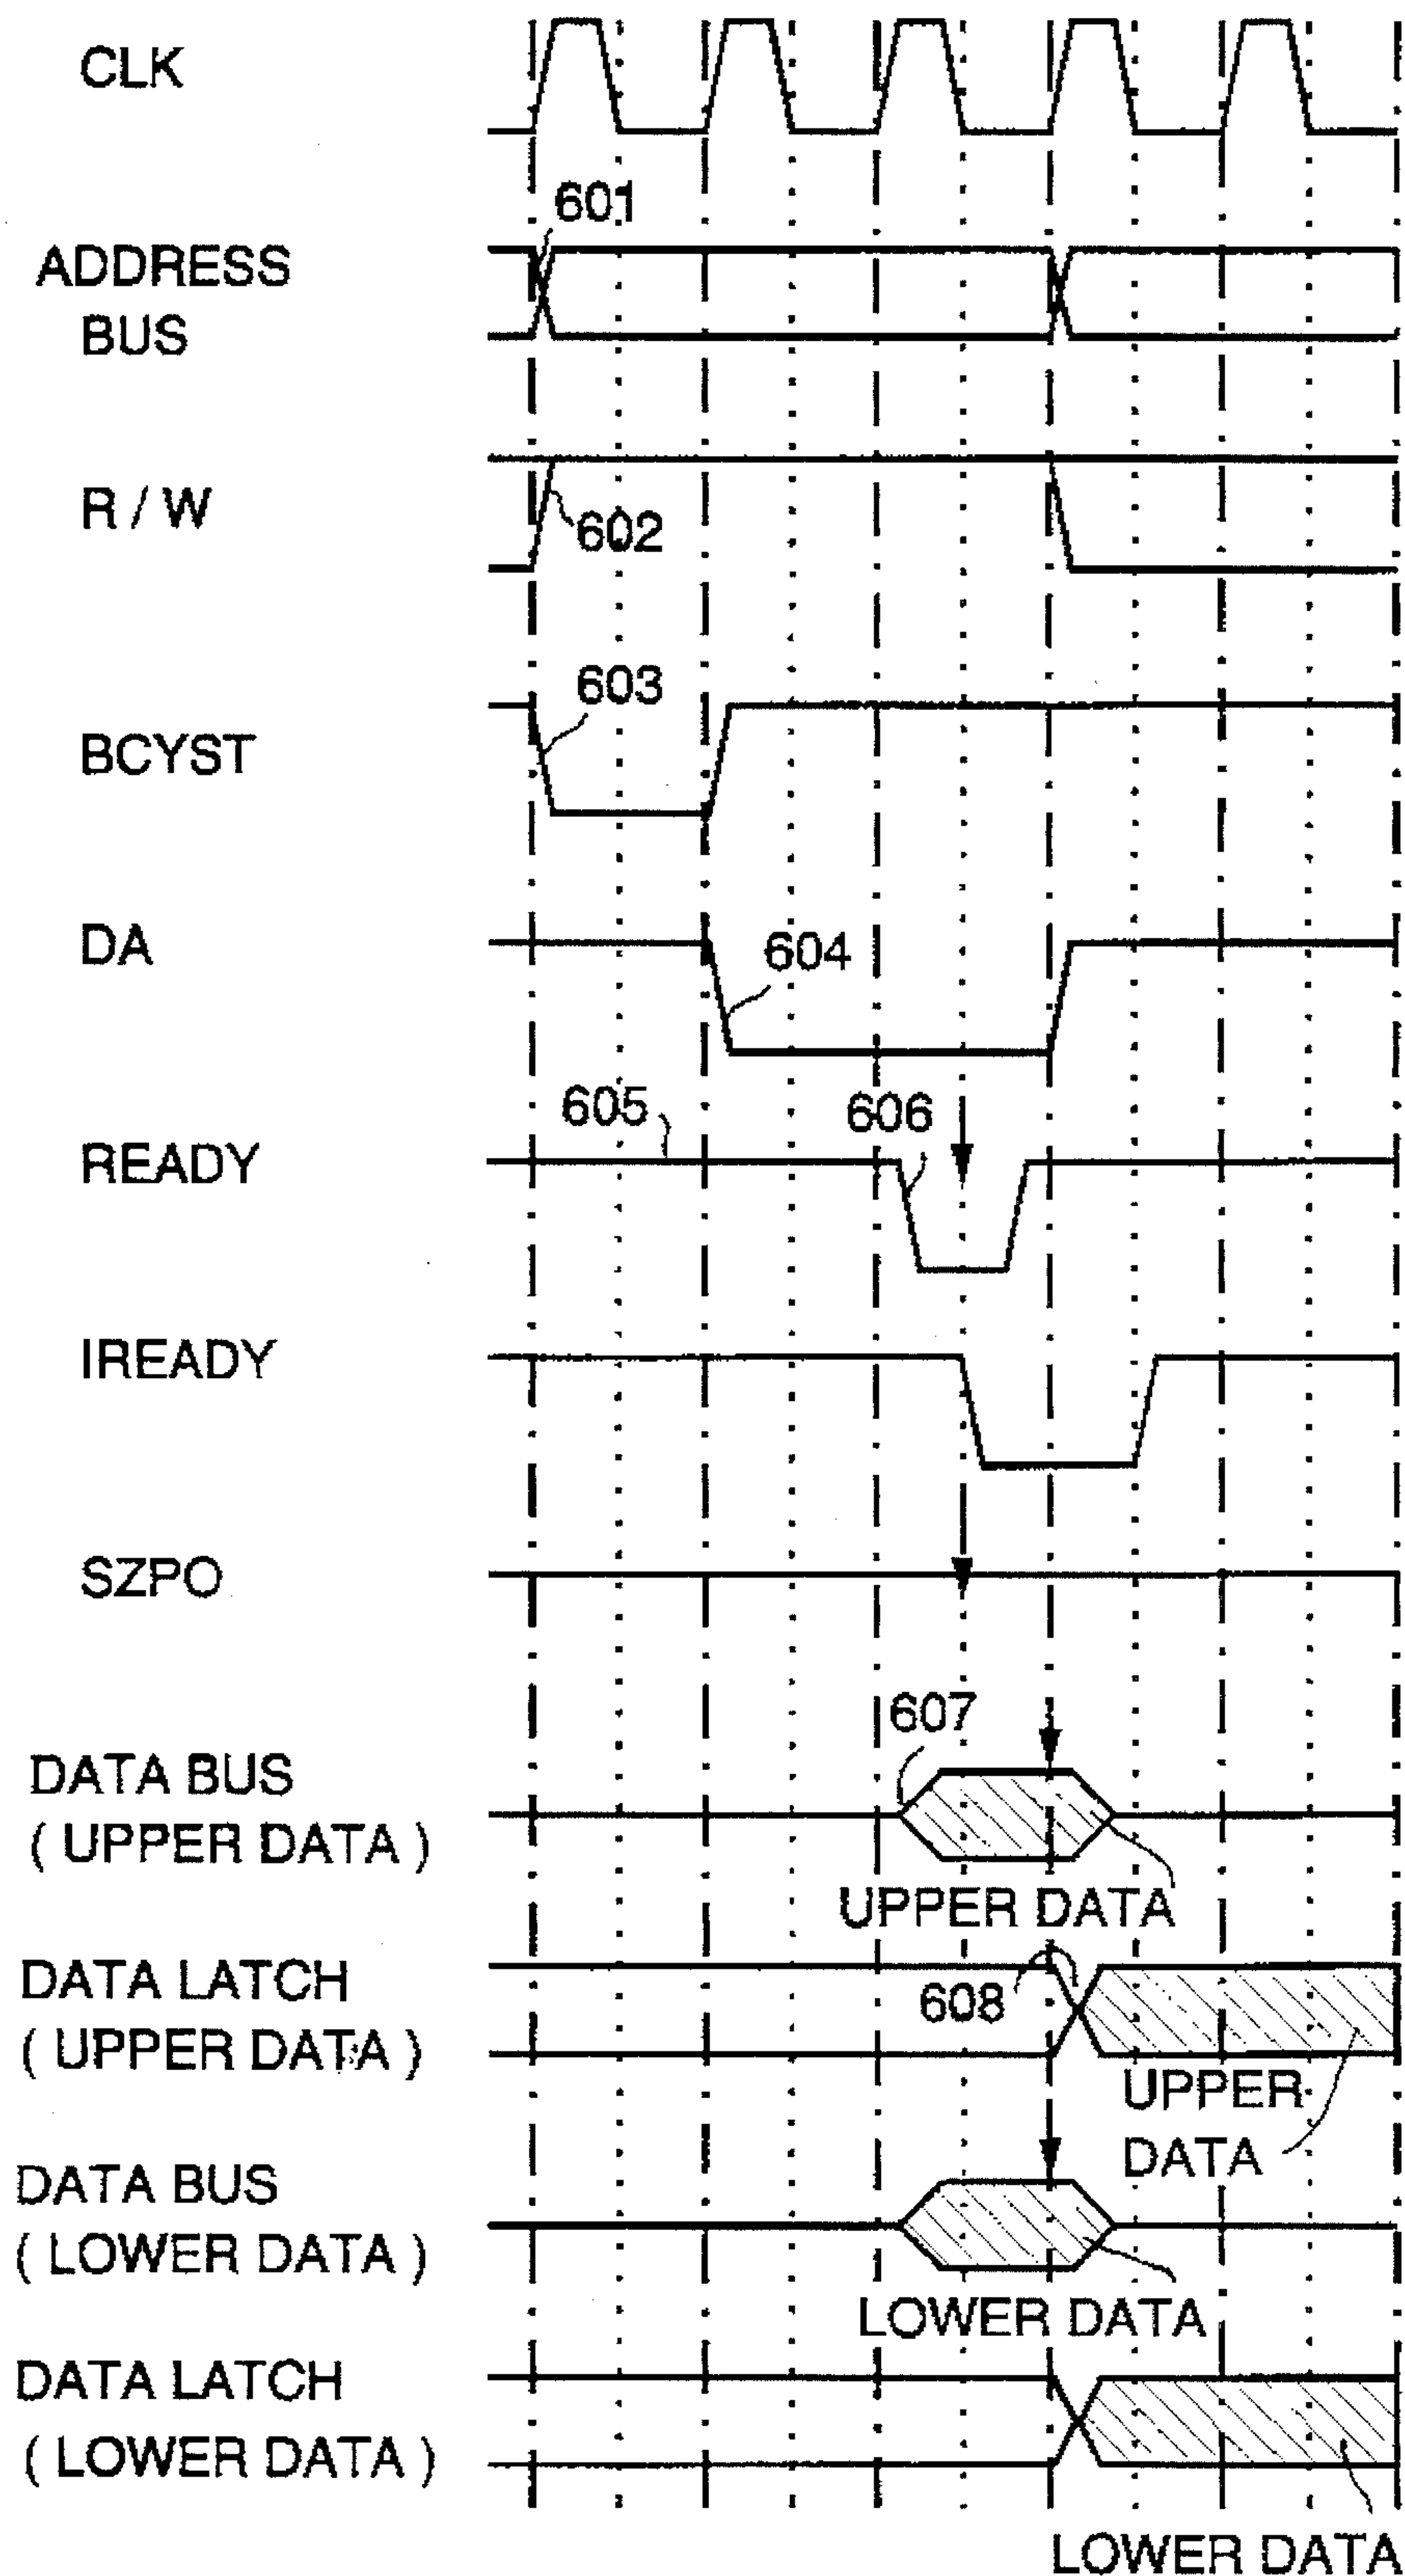 CLK
601
ADDRESS
BUS
R / W
602
603
BCYST
DA
604
605
606
READY
IREADY
SZPO
607
DATA BUS
( UPPER DATA )
UPPER DATA
DATA LATCH
608
( UPPER DATA )
UPPER
DATA
DATA BUS
( LOWER DATA )
LOWER DATA
DATA LATCH
( LOWER DATA )
LOWER DATA